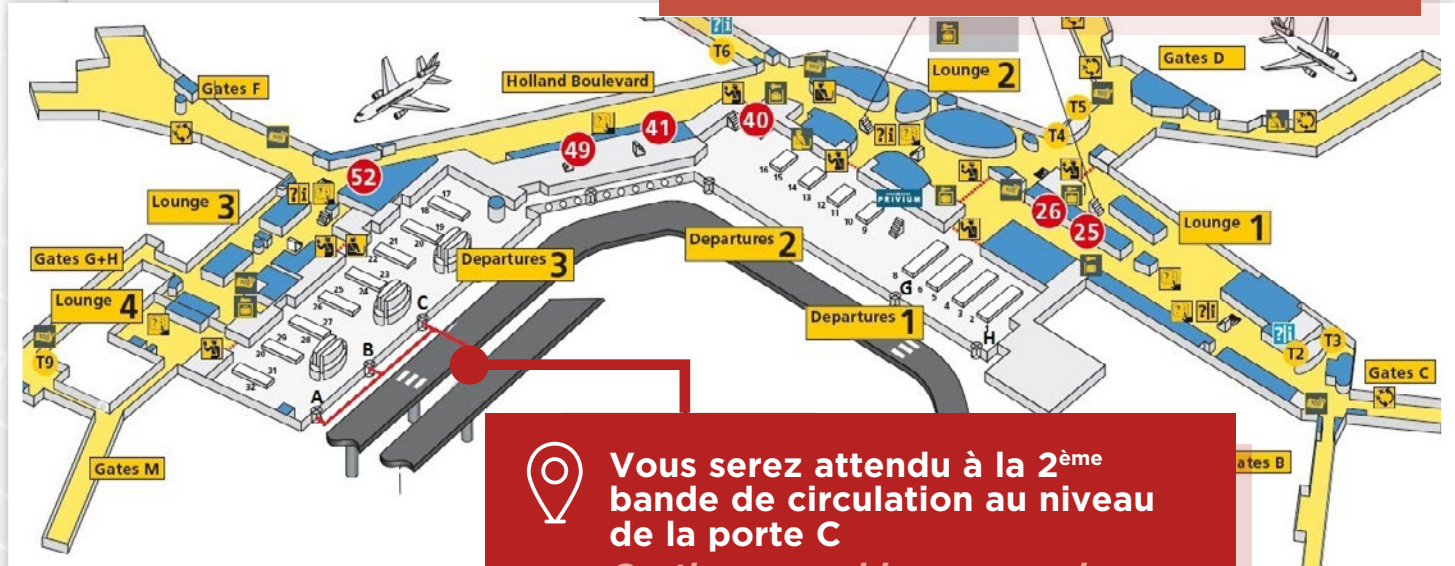 T6
Holland Boulevard
Gates F
Lounge 2
Gates D
T5
T4
40
41
49
52
16
15
14
13
12
11
10
9
PRIVIUM
26
25
Lounge 1
Lounge 3
17
18
19
20
21
22
23
24
25
26
27
28
29
20
31
32
Departures 3
Departures 2
Departures 1
8
6
5
4
3
2
1
G
H
Gates G+H
Lounge 4
T9
C
B
A
Gates M
T2
T3
Gates C
ates B
Vous serez attendu à la 2ème
bande de circulation au niveau
de la porte C